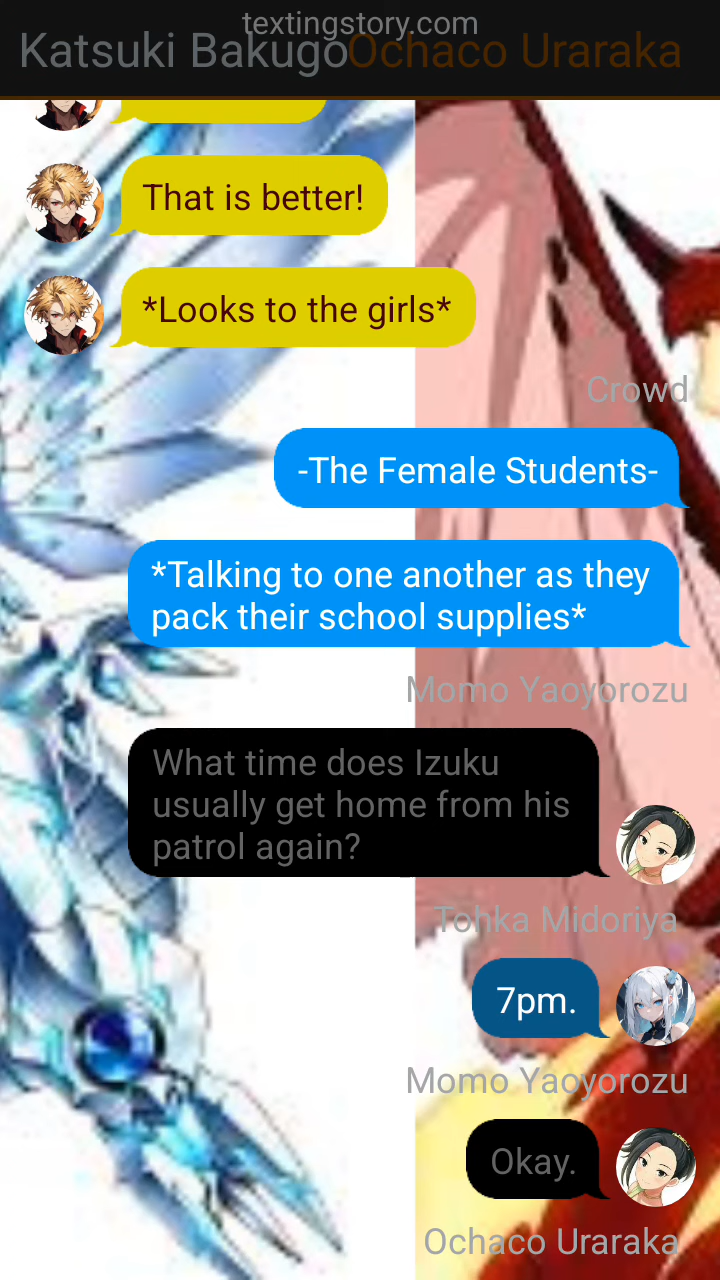 textingstory.com
Katsuki Bakugo Ochaco Uraraka
That is better!
*Looks to the girls*
Crowd
-The Female Students-
*Talking to one another as they
pack their school supplies*
Momo Yaoyorozu
What time does Izuku
usually get home from his
patrol again?
Tohka Midoriya
7pm.
Momo Yaoyorozu
Okay.
Ochaco Uraraka